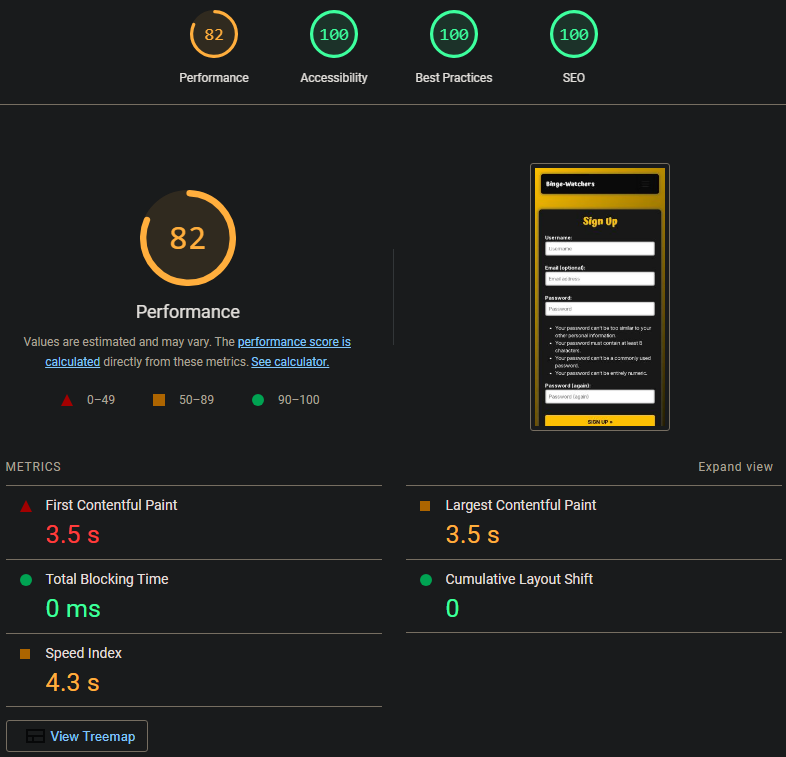 82
100
100
100
Performance
Accessibility
Best Practices
SEO
82
Performance
Values are estimated and may vary. The performance score is
calculated directly from these metrics. See calculator.
0–49
50–89
90–100
Binge-Watchers
Sign Up
Username:
Username
Email (optional):
Email address
Password:
Password
Your password can't be too similar to your
other personal information.
Your password must contain at least 8
characters.
Your password can't be a commonly used
password.
Your password can't be entirely numeric.
Password (again):
Password (again)
SIGN UP »
METRICS
Expand view
First Contentful Paint
3.5 s
Largest Contentful Paint
3.5 s
Total Blocking Time
0 ms
Cumulative Layout Shift
0
Speed Index
4.3 s
View Treemap